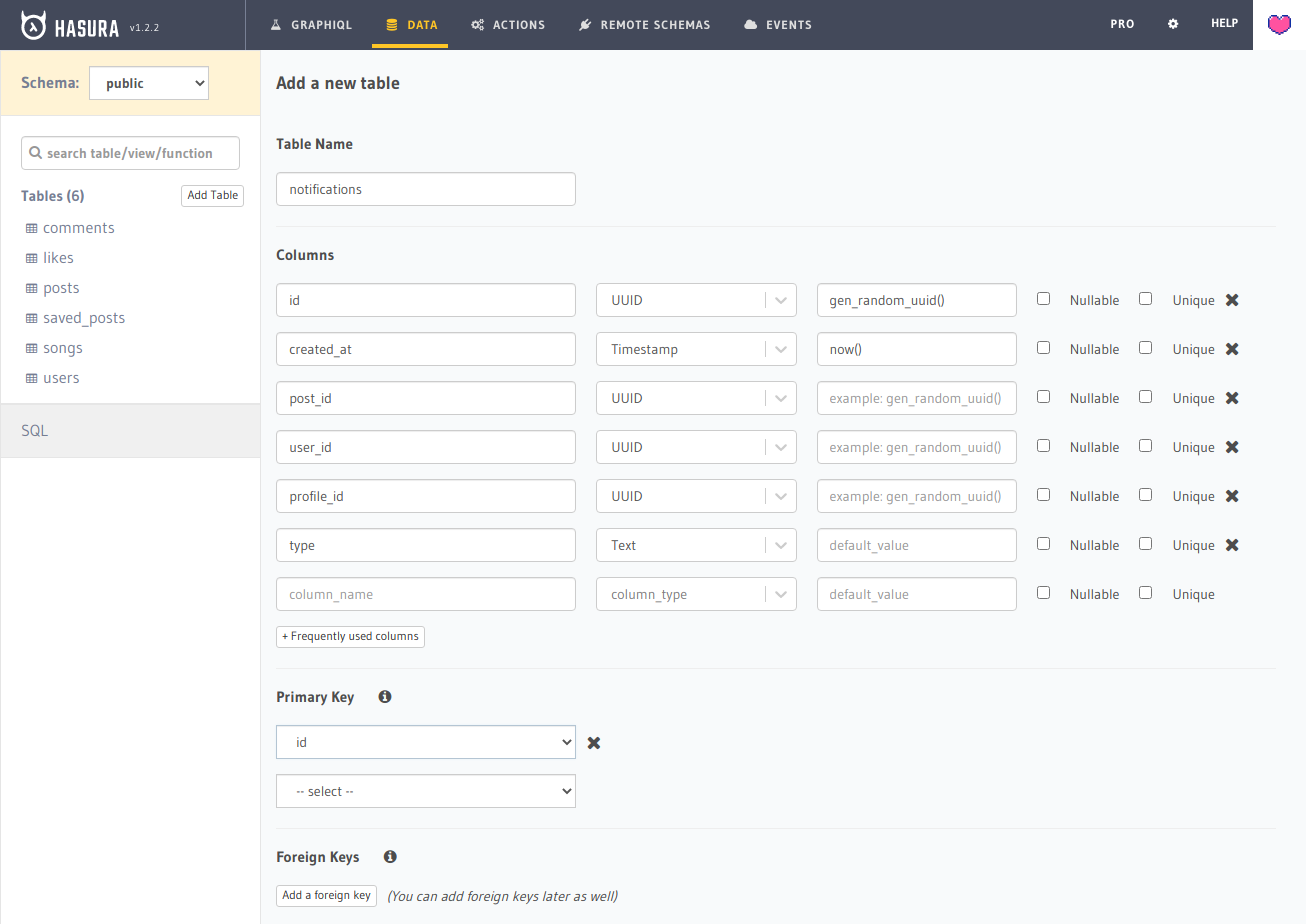 HASURA v1.2.2 GRAPHIQL DATA ACTIONS REMOTE SCHEMAS EVENTS PRO HELP
Schema: public
search table/view/function
Tables (6) Add Table
comments
likes
posts
saved_posts
songs
users
SQL
Add a new table
Table Name
notifications
Columns
id UUID gen_random_uuid() Nullable Unique
created_at Timestamp now() Nullable Unique
post_id UUID example: gen_random_uuid() Nullable Unique
user_id UUID example: gen_random_uuid() Nullable Unique
profile_id UUID example: gen_random_uuid() Nullable Unique
type Text default_value Nullable Unique
column_name column_type default_value Nullable Unique
+ Frequently used columns
Primary Key
id
-- select --
Foreign Keys
Add a foreign key (You can add foreign keys later as well)